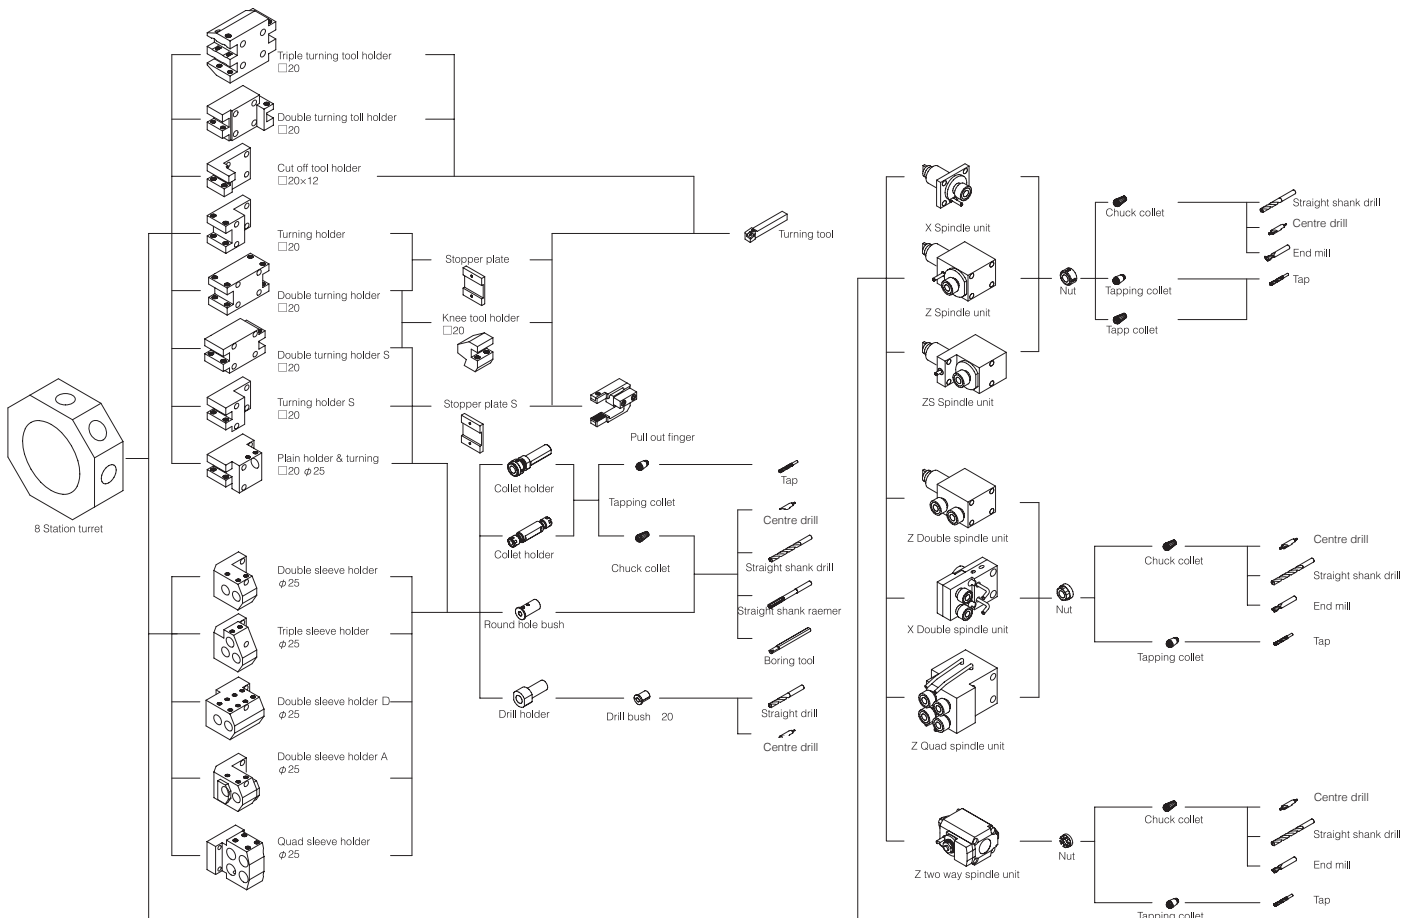 Triple turning tool holder
□20
Double turning toll holder
□20
Cut off tool holder
□20×12
Turning holder
□20
Double turning holder
□20
Double turning holder S
□20
Turning holder S
□20
Plain holder & turning
□20 φ25
8 Station turret
Double sleeve holder
φ25
Triple sleeve holder
φ25
Double sleeve holder D
φ25
Double sleeve holder A
φ25
Quad sleeve holder
φ25
Stopper plate
Knee tool holder
□20
Stopper plate S
Turning tool
Pull out finger
Collet holder
Collet holder
Round hole bush
Drill holder
Tapping collet
Chuck collet
Drill bush 20
Tap
Centre drill
Straight shank drill
Straight shank raemer
Boring tool
Straight drill
Centre drill
X Spindle unit
Z Spindle unit
ZS Spindle unit
Nut
Chuck collet
Tapping collet
Tapp collet
Straight shank drill
Centre drill
End mill
Tap
Z Double spindle unit
X Double spindle unit
Z Quad spindle unit
Nut
Chuck collet
Tapping collet
Centre drill
Straight shank drill
End mill
Tap
Z two way spindle unit
Nut
Chuck collet
Tapping collet
Centre drill
Straight shank drill
End mill
Tap